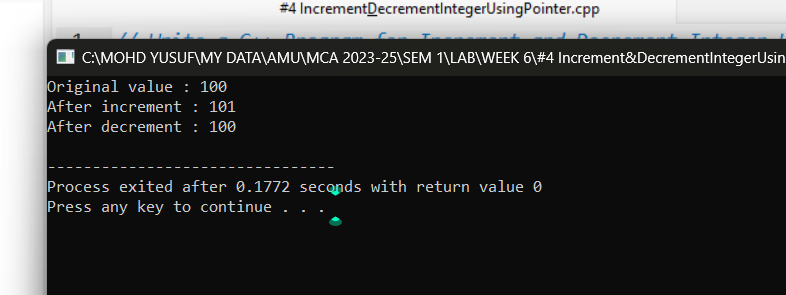 #4 IncrementDecrementIntegerUsingPointer.cpp
1 // Write a C++ Program for Increment and Decrement Integer
C:\MOHD YUSUF\MY DATA\AMU\MCA 2023-25\SEM 1\LAB\WEEK 6\#4 Increment&DecrementIntegerUsin
Original value : 100
After increment : 101
After decrement : 100
--------------------------------
Process exited after 0.1772 seconds with return value 0
Press any key to continue . . .